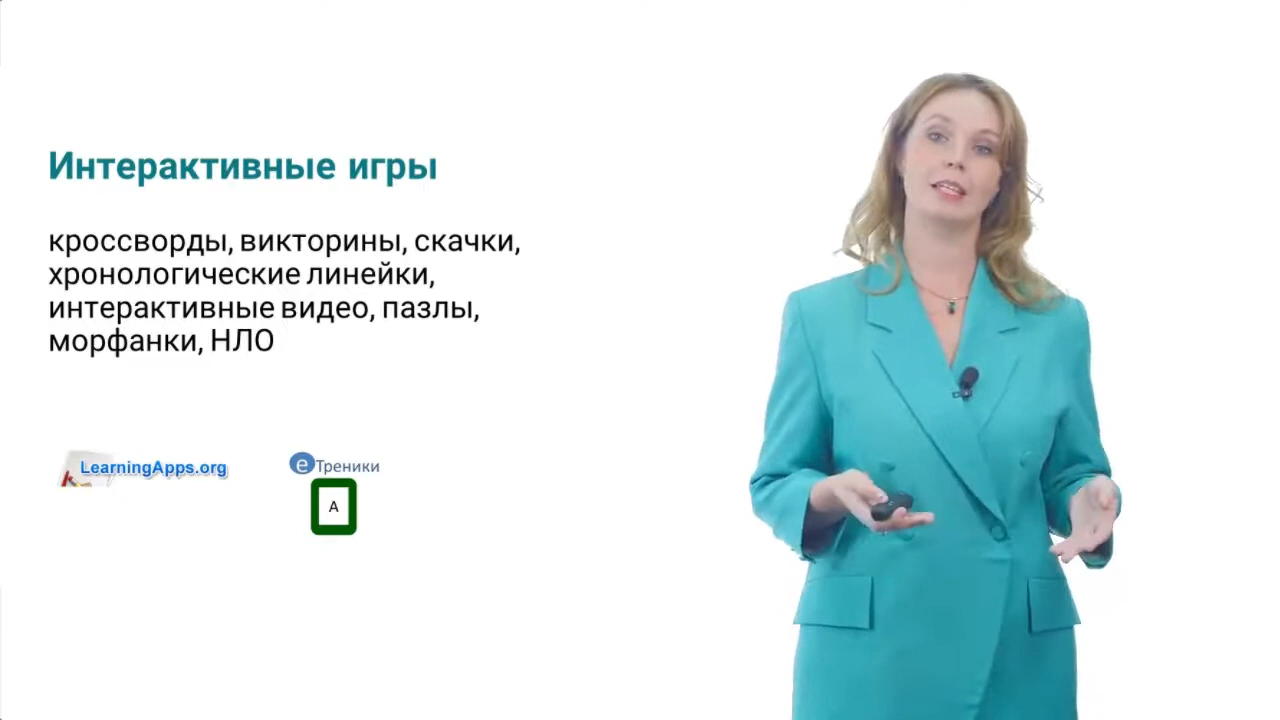 Интерактивные игры
кроссворды, викторины, скачки,
хронологические линейки,
интерактивные видео, пазлы,
морфанки, НЛО
LearningApps.org
eТреники
А